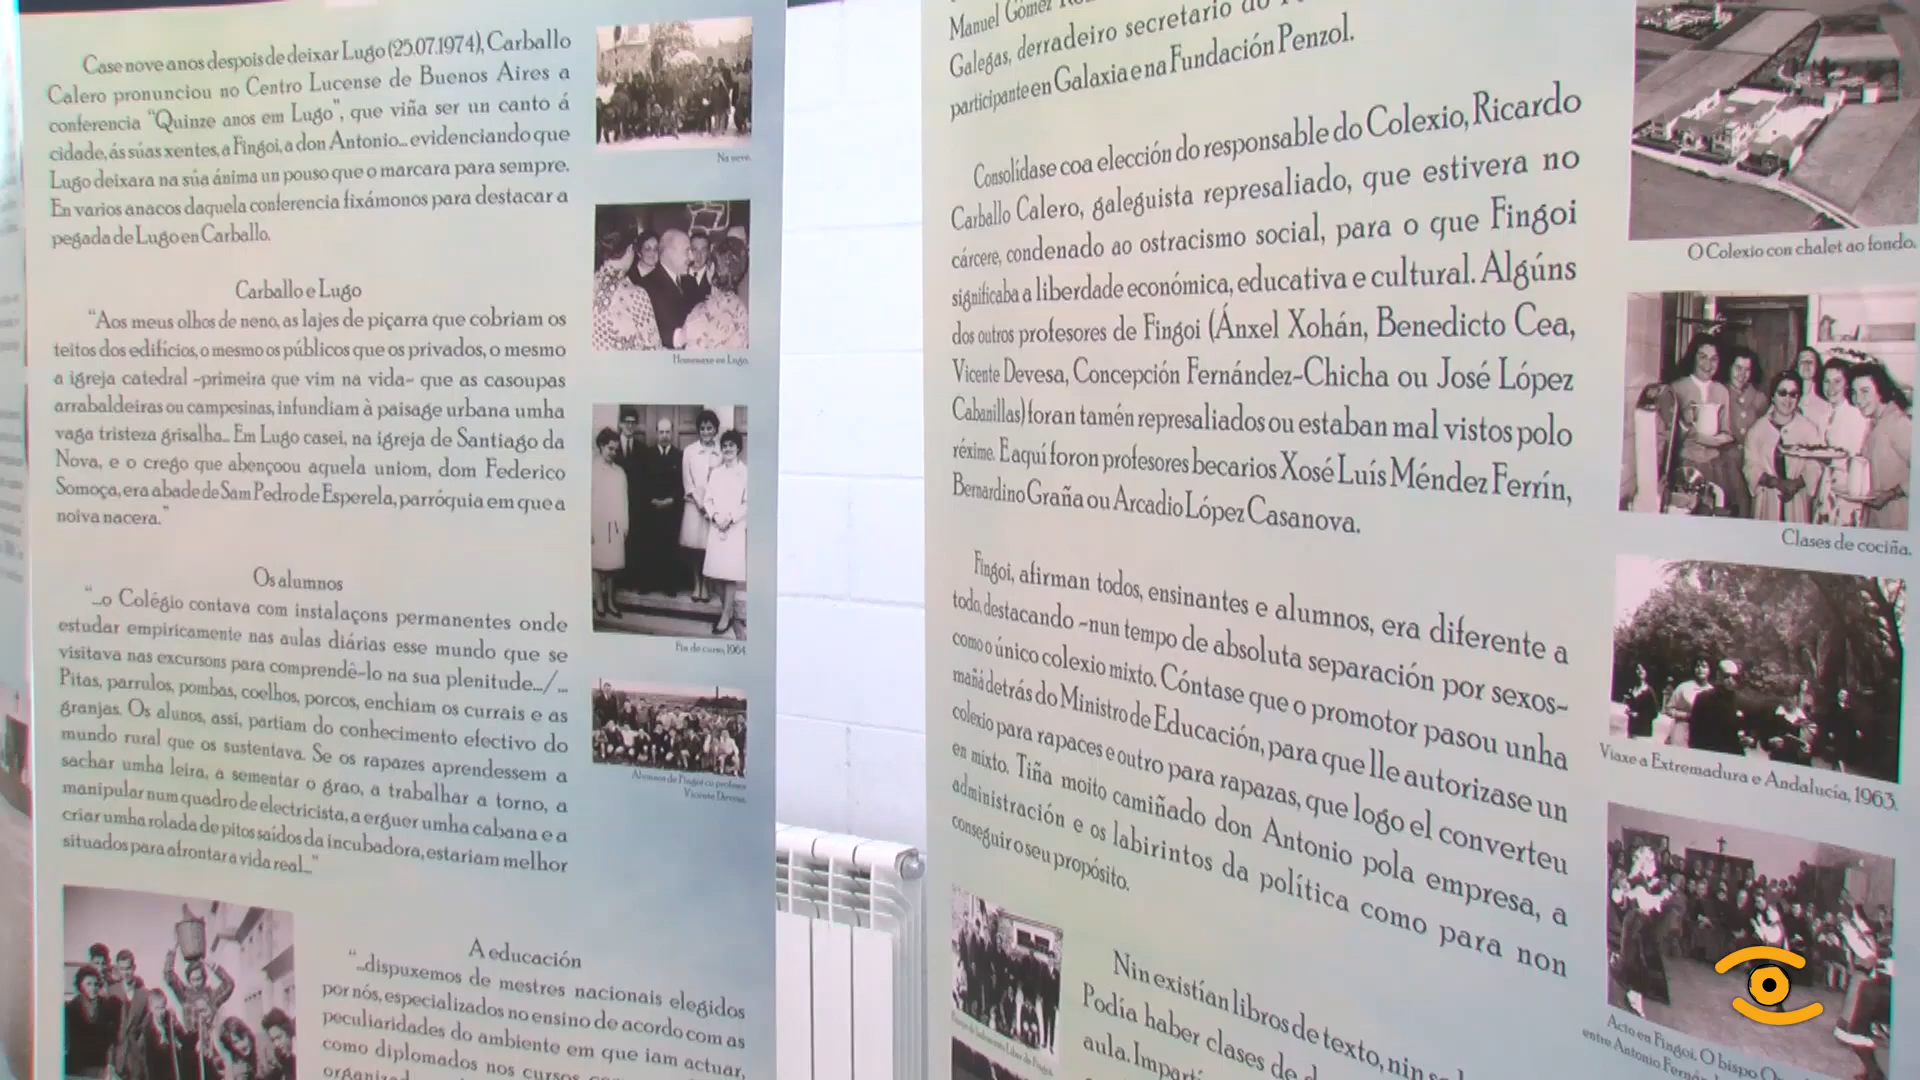 Case nove anos despois de deixar Lugo (25.07.1974), Carballo
Calero pronunciou no Centro Lucense de Buenos Aires a
conferencia "Quinze anos em Lugo", que viña ser un canto á
cidade, ás súas xentes, a Fingoi, a don Antonio... evidenciando que
Lugo deixara na súa ánima un pouso que o marcara para sempre.
En varios anacos daquela conferencia fixámonos para destacar a
pegada de Lugo en Carballo.
Carballo e Lugo
"Aos meus olhos de neno, as lajes de piçarra que cobriam os
teitos dos edifícios, o mesmo os públicos que os privados, o mesmo
a igreja catedral -primeira que vim na vida- que as casoupas
arrabaldeiras ou campesinas, infundiam à paisage urbana umha
vaga tristeza grisalha... Em Lugo casei, na igreja de Santiago da
Nova, e o crego que abençoou aquela uniom, dom Federico
Somoça, era abade de Sam Pedro de Esperela, parróquia em que a
noiva nacera."
Os alumnos
"...o Colégio contava com instalaçons permanentes onde
estudar empiricamente nas aulas diárias esse mundo que se
visitava nas excursons para comprendê-lo na sua plenitude.../...
Pitas, parrulos, pombas, coelhos, porcos, enchiam os currais e as
granjas. Os alunos, assi, partiam do conhecimento efectivo do
mundo rural que os sustentava. Se os rapazes aprendessem a
sachar umha leira, a sementar o grao, a trabalhar a torno, a
manipular num quadro de electricista, a erguer umha cabana e a
criar umha rolada de pitos saídos da incubadora, estariam melhor
situados para afrontar a vida real..."
A educación
"...dispuxemos de mestres nacionais elegidos
por nós, especializados no ensino de acordo com as
peculiaridades do ambiente em que iam actuar,
como diplomados nos cursos
Na neve.
Homenaxe en Lugo.
Fin de curso, 1964
Alumnos de Fingoi co profesor
Vicente Devesa.
Manuel Gómez
Galegas, derradeiro secretario do
participante en Galaxia e na Fundación Penzol.
Consolídase coa elección do responsable do Colexio, Ricardo
Carballo Calero, galeguista represaliado, que estivera no
cárcere, condenado ao ostracismo social, para o que Fingoi
significaba a liberdade económica, educativa e cultural. Algúns
dos outros profesores de Fingoi (Ánxel Xohán, Benedicto Cea,
Vicente Devesa, Concepción Fernández-Chicha ou José López
Cabanillas) foran tamén represaliados ou estaban mal vistos polo
réxime. E aquí foron profesores becarios Xosé Luís Méndez Ferrín,
Bernardino Graña ou Arcadio López Casanova.
Fingoi, afirman todos, ensinantes e alumnos, era diferente a
todo, destacando -nun tempo de absoluta separación por sexos-
como o único colexio mixto. Cóntase que o promotor pasou unha
mañá detrás do Ministro de Educación, para que lle autorizase un
colexio para rapaces e outro para rapazas, que logo el converteu
en mixto. Tiña moito camiñado don Antonio pola empresa, a
administración e os labirintos da política como para non
conseguir o seu propósito.
Nin existían libros de texto, nin
Podía haber clases de
aula.
O Colexio con chalet ao fondo.
Clases de cociña.
Viaxe a Extremadura e Andalucía, 1963.
Acto en Fingoi. O bispo
entre Antonio